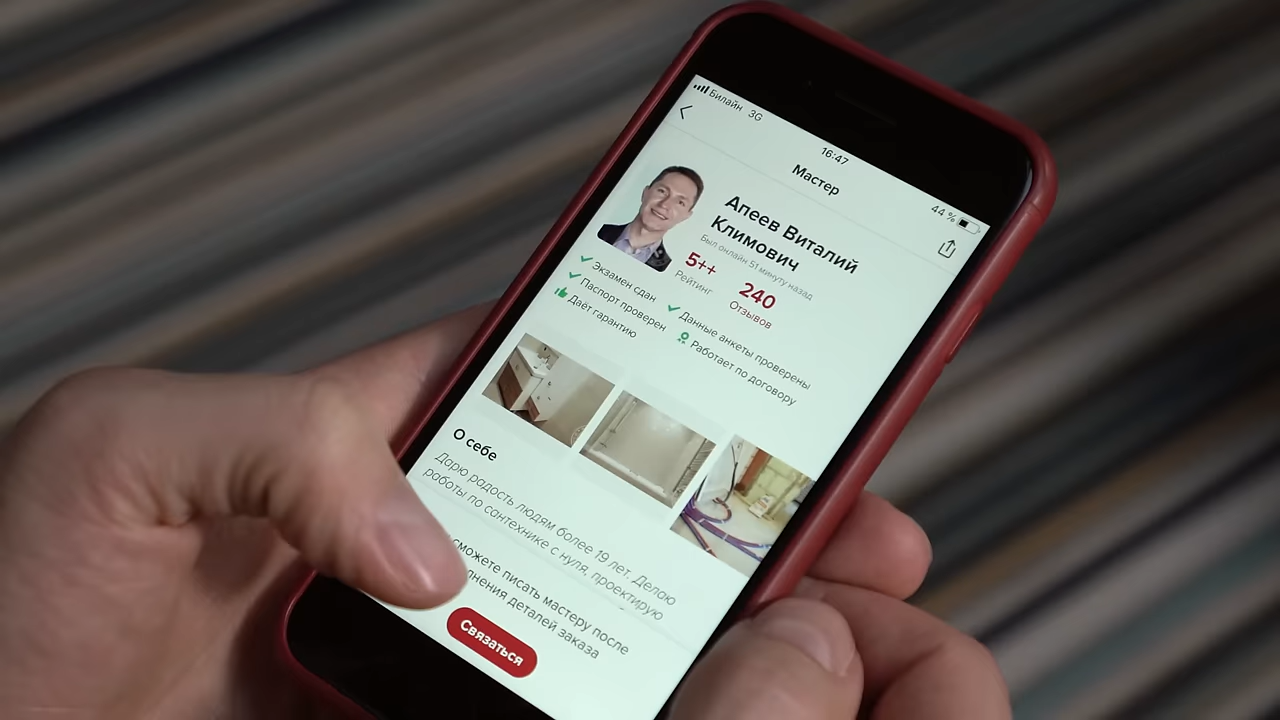 Билайн 3G
16:47
44 %
Мастер
Апеев Виталий
Климович
Был онлайн 51 минуту назад
5++
Рейтинг
240
Отзывов
Экзамен сдан
Паспорт проверен
Даёт гарантию
Данные анкеты проверены
Работает по договору
О себе
Дарю радость людям более 19 лет. Делаю
работы по сантехнике с нуля, проектирую
сможете писать мастеру после
деталей заказа
Связаться